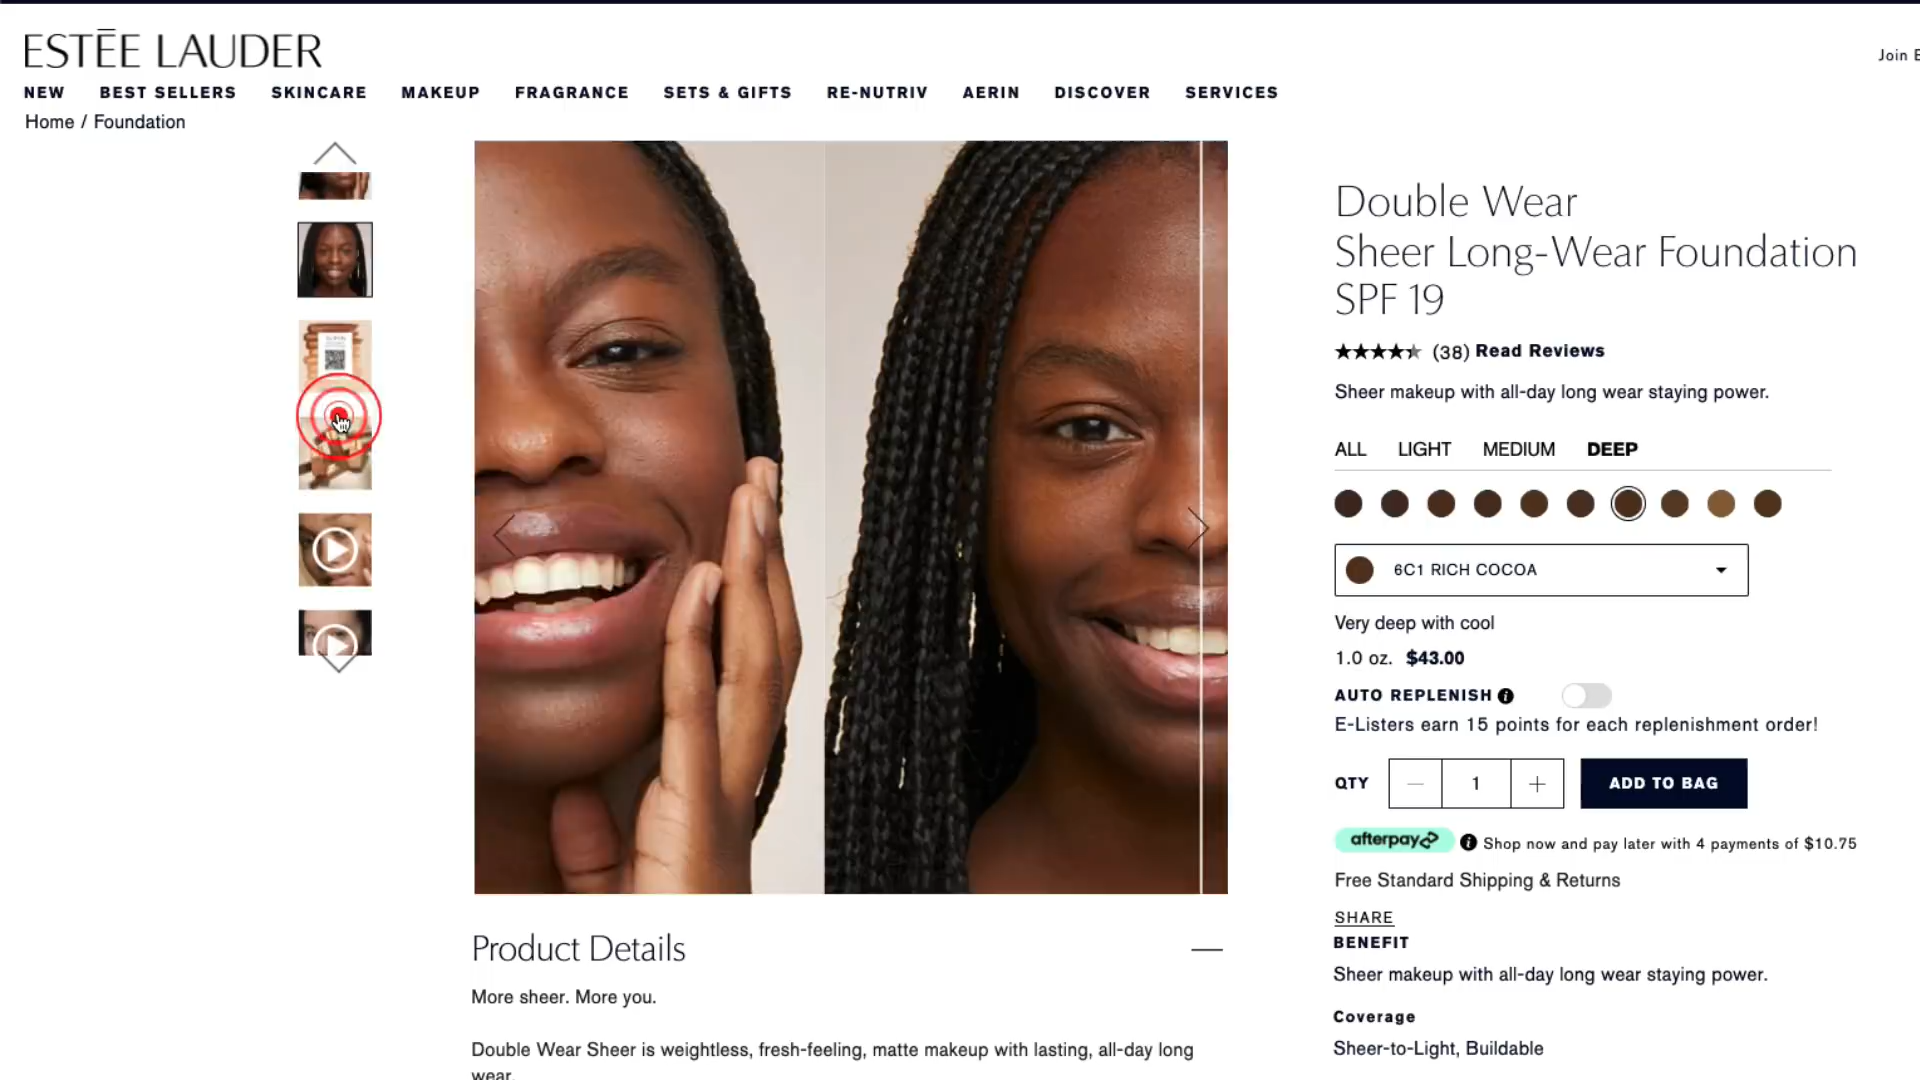 ESTĒE LAUDER
Join E
NEW BEST SELLERS SKINCARE MAKEUP FRAGRANCE SETS & GIFTS RE-NUTRIV AERIN DISCOVER SERVICES
Home / Foundation
Double Wear
Sheer Long-Wear Foundation
SPF 19
(38) Read Reviews
Sheer makeup with all-day long wear staying power.
ALL LIGHT MEDIUM DEEP
6C1 RICH COCOA
Very deep with cool
1.0 oz. $43.00
AUTO REPLENISH
E-Listers earn 15 points for each replenishment order!
QTY 1 ADD TO BAG
afterpay Shop now and pay later with 4 payments of $10.75
Free Standard Shipping & Returns
SHARE
BENEFIT
Sheer makeup with all-day long wear staying power.
Coverage
Sheer-to-Light, Buildable
Product Details
More sheer. More you.
Double Wear Sheer is weightless, fresh-feeling, matte makeup with lasting, all-day long
wear.